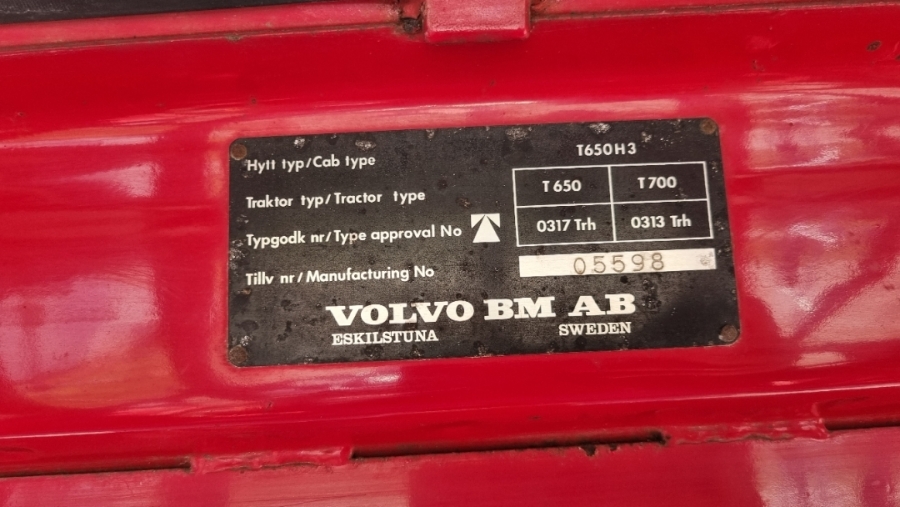 Hytt typ/Cab type T650H3
Traktor typ/Tractor type T 650 T 700
Typgodk nr/Type approval No 0317 Trh 0313 Trh
Tillv nr/Manufacturing No 05598
VOLVO BM AB
ESKILSTUNA SWEDEN